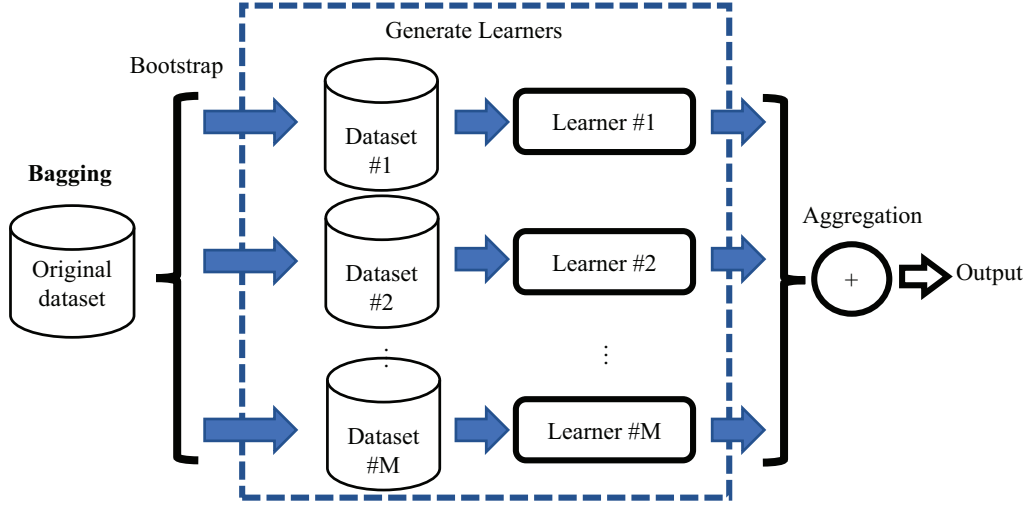 Generate Learners
Bootstrap
Bagging
Original
dataset
Dataset
#1
Learner #1
Dataset
#2
Learner #2
⋮
⋮
Dataset
#M
Learner #M
Aggregation
+
Output